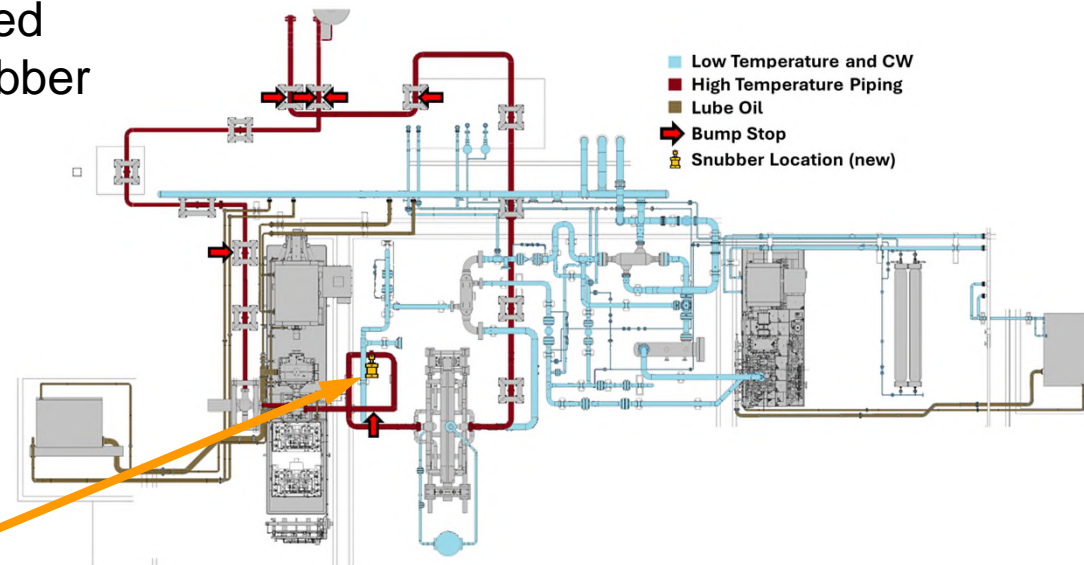 ed
bber
Low Temperature and CW
High Temperature Piping
Lube Oil
Bump Stop
Snubber Location (new)